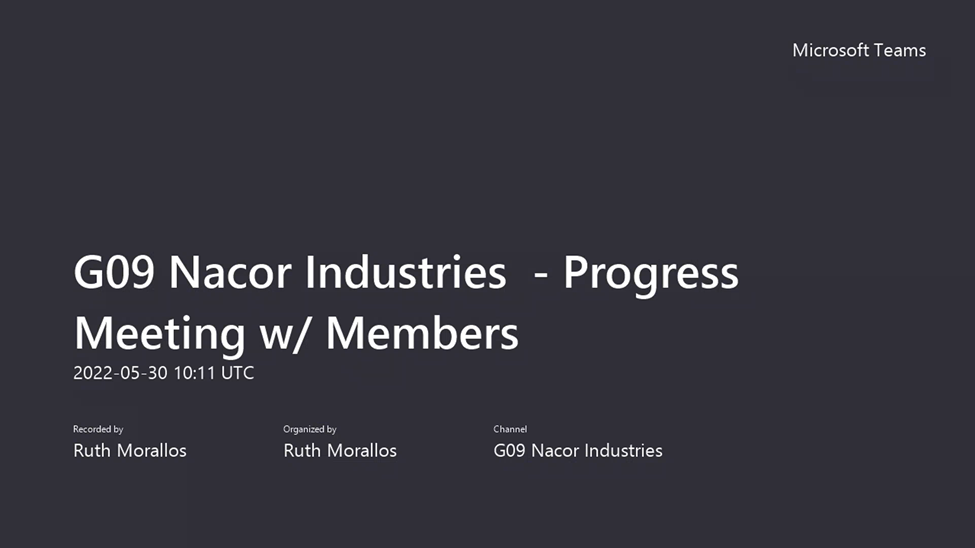 Microsoft Teams
G09 Nacor Industries  - Progress
Meeting w/ Members
2022-05-30 10:11 UTC
Recorded by
Ruth Morallos
Organized by
Ruth Morallos
Channel
G09 Nacor Industries